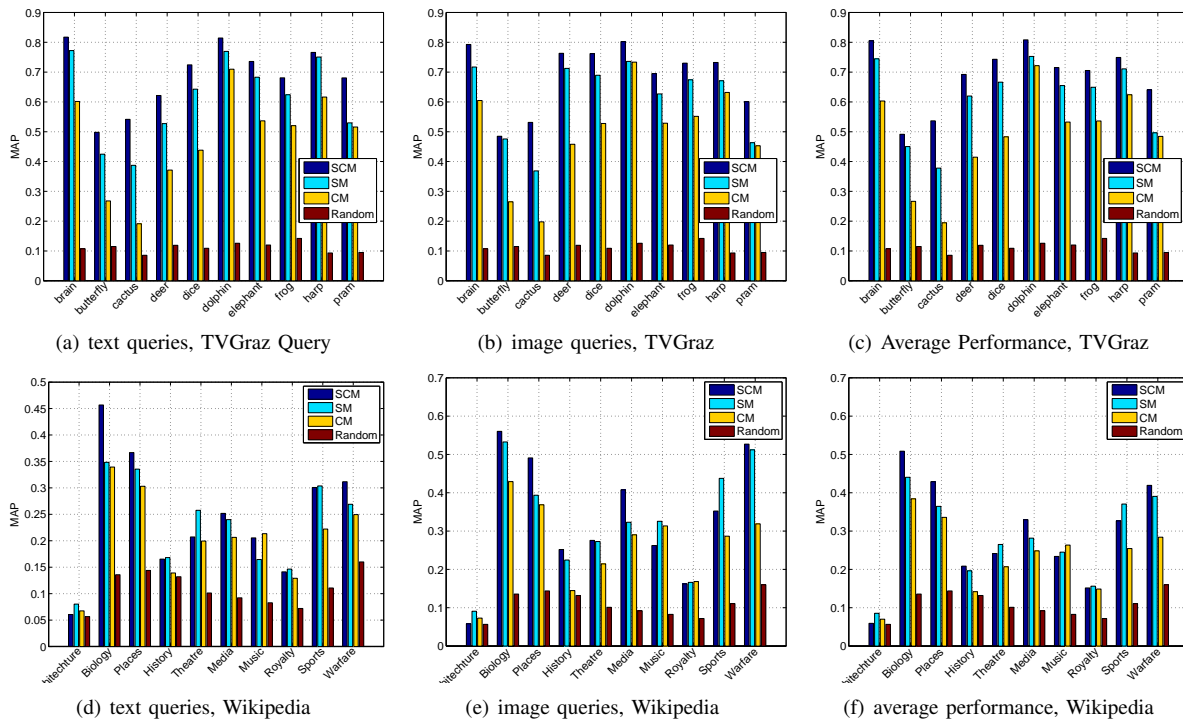 0.9
0.8
0.7
0.6
0.5
0.4
0.3
0.2
0.1
0
MAP
SCM
SM
CM
Random
brain
butterfly
cactus
deer
dice
dolphin
elephant
frog
harp
pram
(a) text queries, TVGraz Query
0.9
0.8
0.7
0.6
0.5
0.4
0.3
0.2
0.1
0
MAP
SCM
SM
CM
Random
brain
butterfly
cactus
deer
dice
dolphin
elephant
frog
harp
pram
(b) image queries, TVGraz
0.9
0.8
0.7
0.6
0.5
0.4
0.3
0.2
0.1
0
MAP
SCM
SM
CM
Random
brain
butterfly
cactus
deer
dice
dolphin
elephant
frog
harp
pram
(c) Average Performance, TVGraz
0.5
0.45
0.4
0.35
0.3
0.25
0.2
0.15
0.1
0.05
0
MAP
SCM
SM
CM
Random
hitechture
Biology
Places
History
Theatre
Media
Music
Royalty
Sports
Warfare
(d) text queries, Wikipedia
0.7
0.6
0.5
0.4
0.3
0.2
0.1
0
MAP
SCM
SM
CM
Random
hitechture
Biology
Places
History
Theatre
Media
Music
Royalty
Sports
Warfare
(e) image queries, Wikipedia
0.7
0.6
0.5
0.4
0.3
0.2
0.1
0
MAP
SCM
SM
CM
Random
hitechture
Biology
Places
History
Theatre
Media
Music
Royalty
Sports
Warfare
(f) average performance, Wikipedia